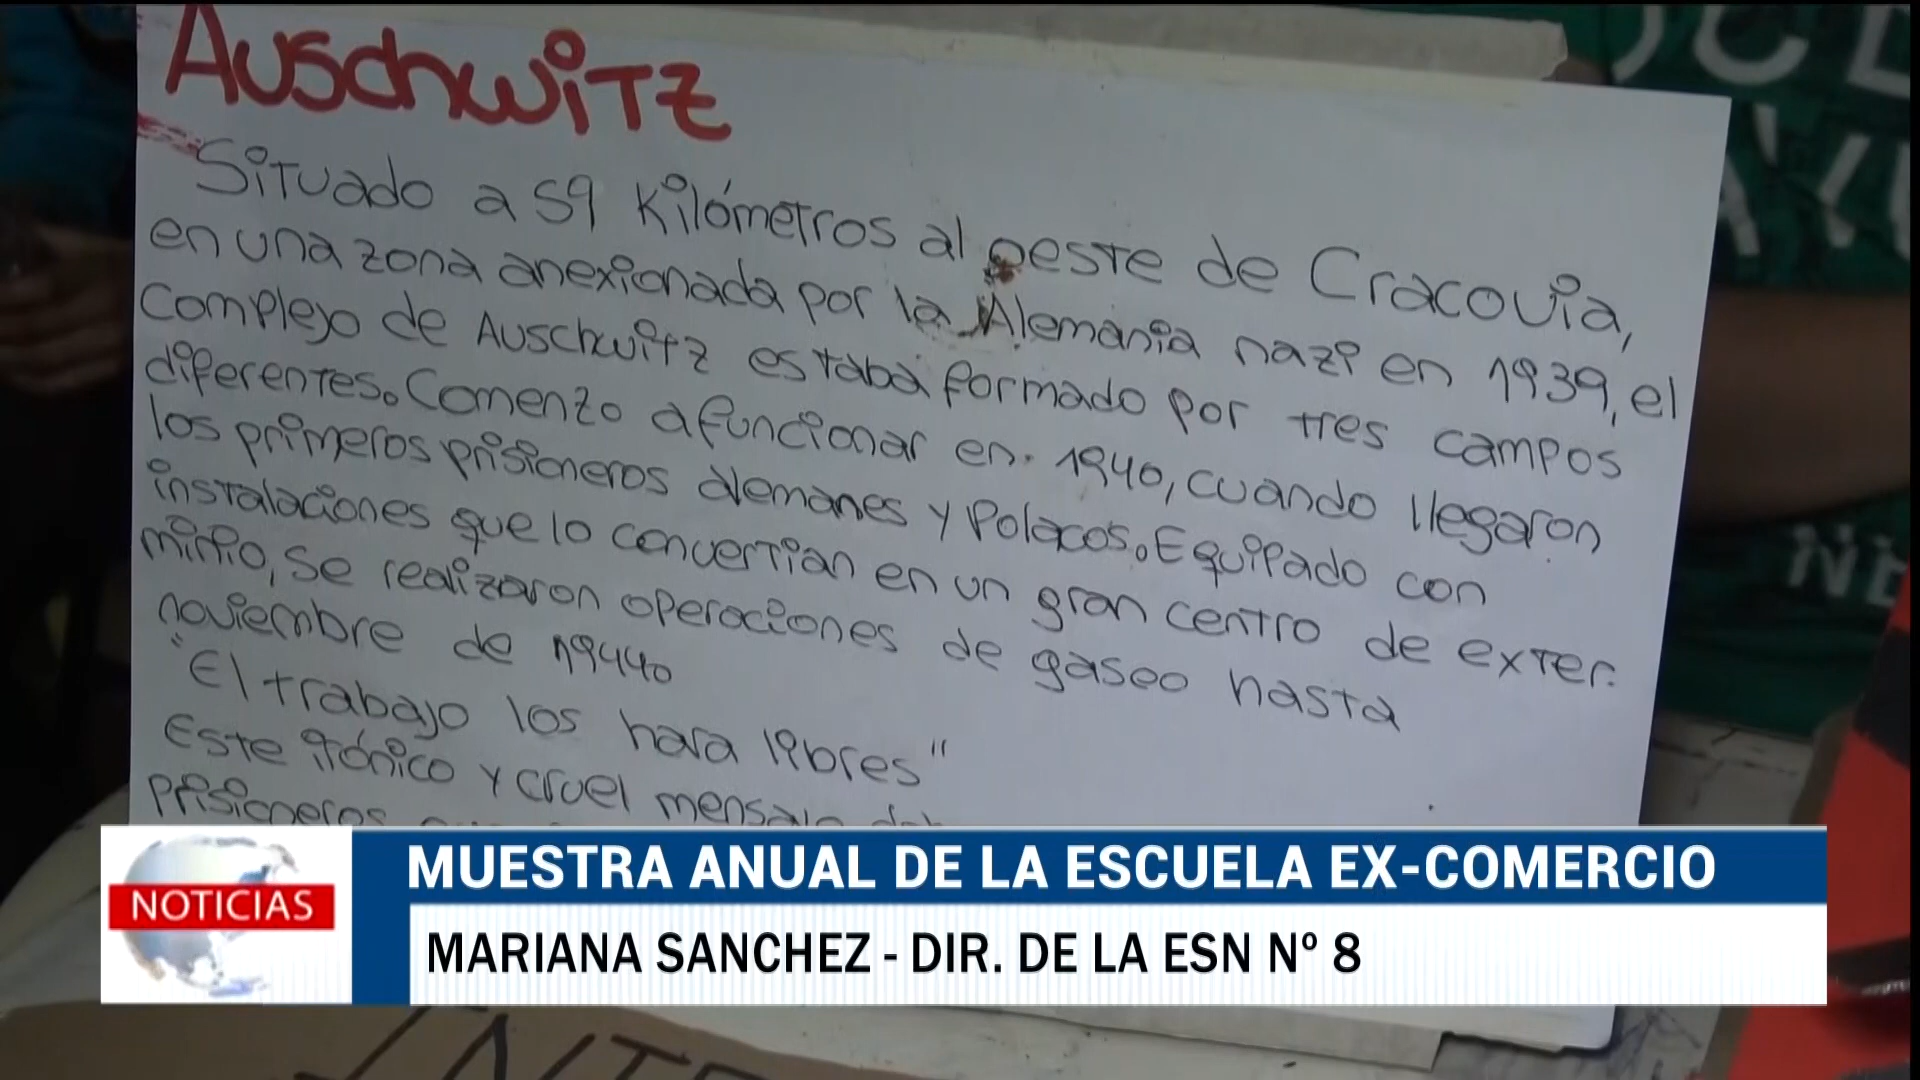 Auschwitz
Situado a 59 kilómetros al oeste de Cracovia,
en una zona anexionada por la Alemania nazi en 1939, el
complejo de Auschwitz estaba formado por tres campos
diferentes. Comenzo a funcionar en 1940, cuando llegaron
los primeros prisioneros alemanes y Polacos. Equipado con
instalaciones que lo convertian en un gran centro de exter-
minio, se realizaron operaciones de gaseo hasta
noviembre de 1944.
"El trabajo los hara libres"
Este irónico y cruel mensaje
prisioneros
NOTICIAS
MUESTRA ANUAL DE LA ESCUELA EX-COMERCIO
MARIANA SANCHEZ - DIR. DE LA ESN Nº 8